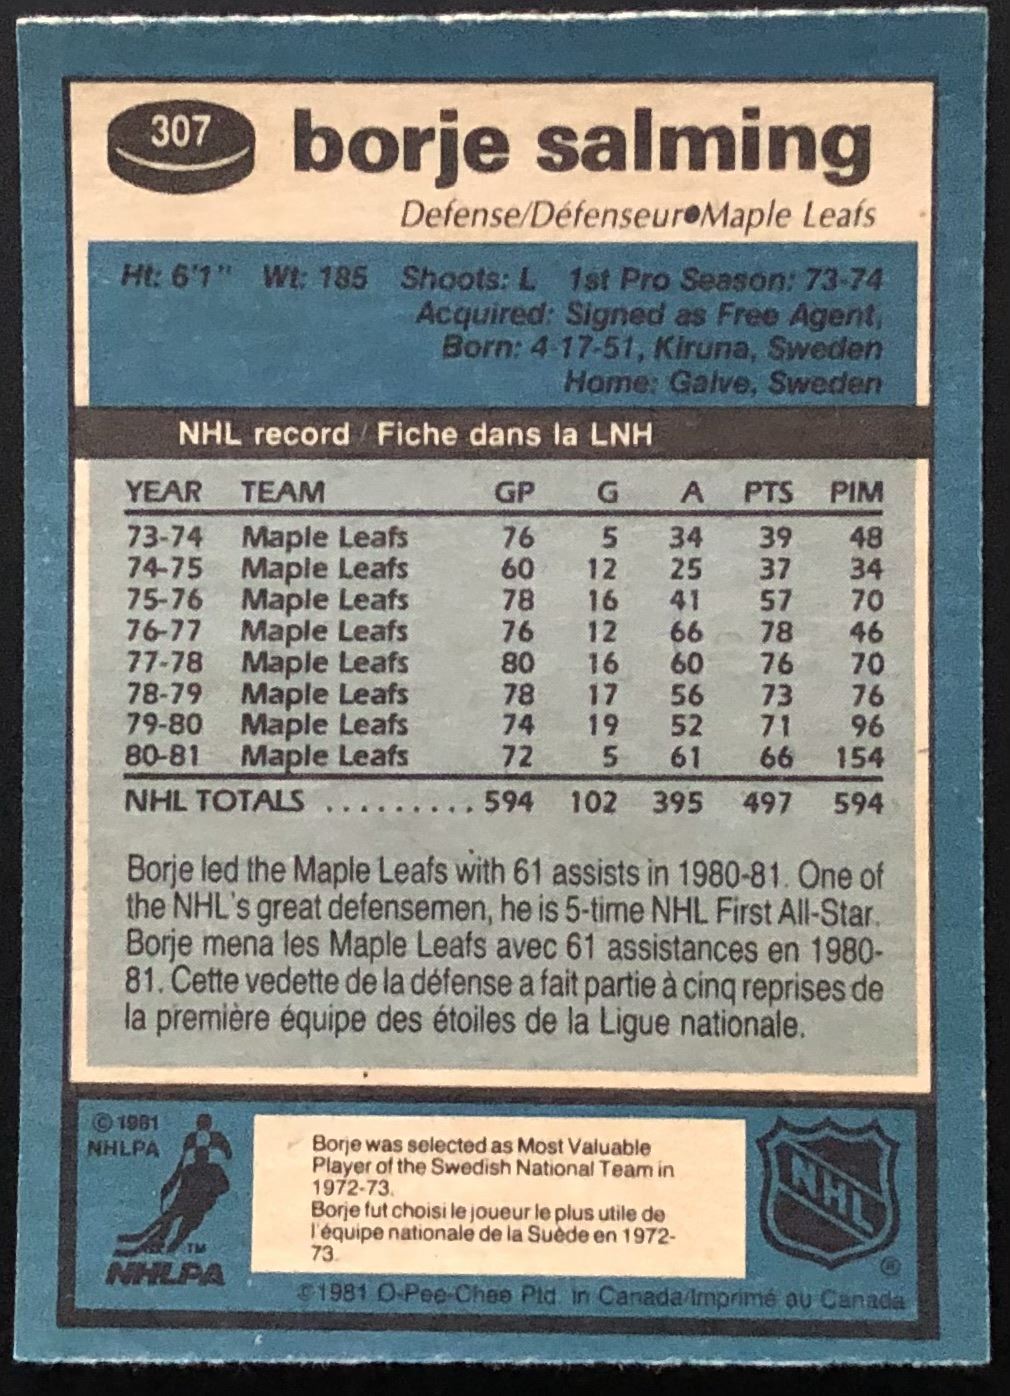 307
borje salming
Defense/Défenseur●Maple Leafs
Ht: 6'1" Wt: 185 Shoots: L 1st Pro Season: 73-74
Acquired: Signed as Free Agent,
Born: 4-17-51, Kiruna, Sweden
Home: Galve, Sweden
NHL record / Fiche dans la LNH
YEAR TEAM GP G A PTS PIM
73-74 Maple Leafs 76 5 34 39 48
74-75 Maple Leafs 60 12 25 37 34
75-76 Maple Leafs 78 16 41 57 70
76-77 Maple Leafs 76 12 66 78 46
77-78 Maple Leafs 80 16 60 76 70
78-79 Maple Leafs 78 17 56 73 76
79-80 Maple Leafs 74 19 52 71 96
80-81 Maple Leafs 72 5 61 66 154
NHL TOTALS ......... 594 102 395 497 594
Borje led the Maple Leafs with 61 assists in 1980-81. One of
the NHL's great defensemen, he is 5-time NHL First All-Star.
Borje mena les Maple Leafs avec 61 assistances en 1980-
81. Cette vedette de la défense a fait partie à cinq reprises de
la première équipe des étoiles de la Ligue nationale.
© 1981
NHLPA
TM
NHLPA
Borje was selected as Most Valuable
Player of the Swedish National Team in
1972-73.
Borje fut choisi le joueur le plus utile de
l'équipe nationale de la Suède en 1972-
73.
NHL
®
©1981 O-Pee-Chee Ptd. in Canada/Imprimé au Canada